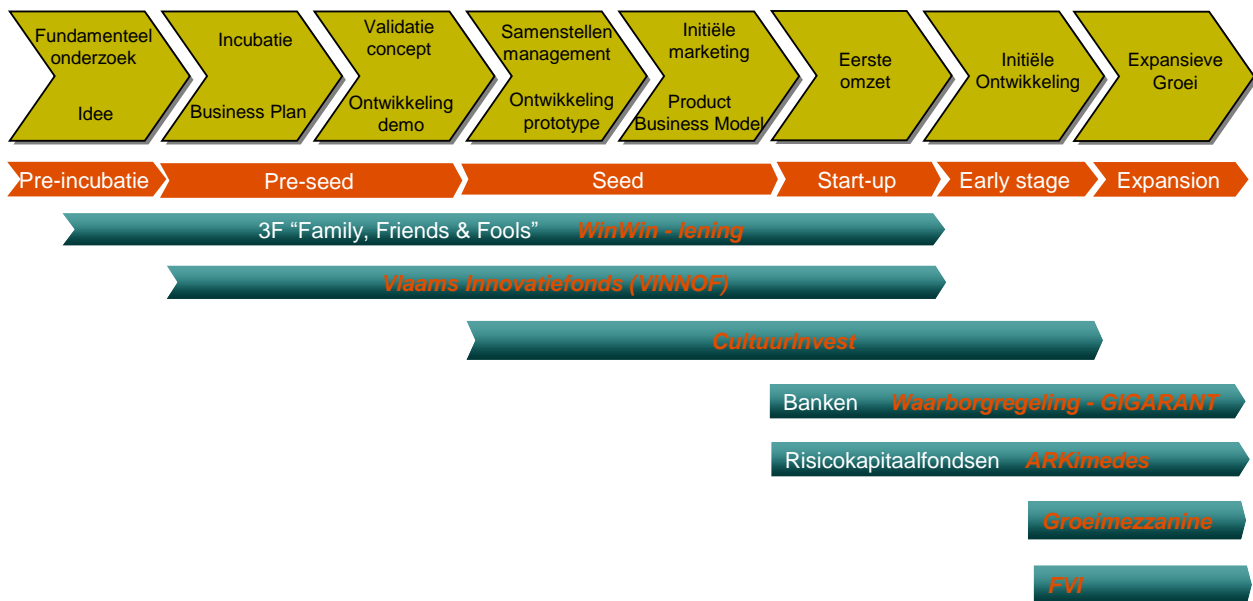 Fundamenteel
onderzoek
Idee
Incubatie
Business Plan
Validatie
concept
Ontwikkeling
demo
Samenstellen
management
Ontwikkeling
prototype
Initiële
marketing
Product
Business Model
Eerste
omzet
Initiële
Ontwikkeling
Expansieve
Groei
Pre-incubatie
Pre-seed
Seed
Start-up
Early stage
Expansion
3F “Family, Friends & Fools” WinWin - lening
Vlaams Innovatiefonds (VINNOF)
CultuurInvest
Banken Waarborgregeling - GIGARANT
Risicokapitaalfondsen ARKimedes
Groeimezzanine
FVI